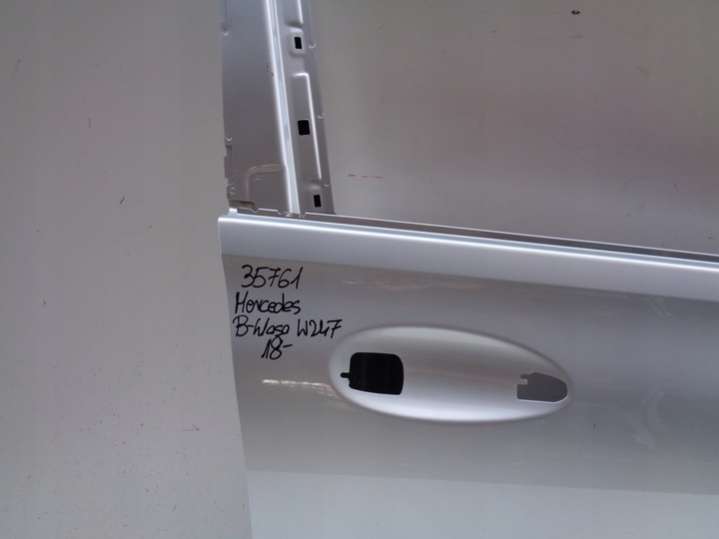 35761
Mercedes
B-Klasa W247
18-